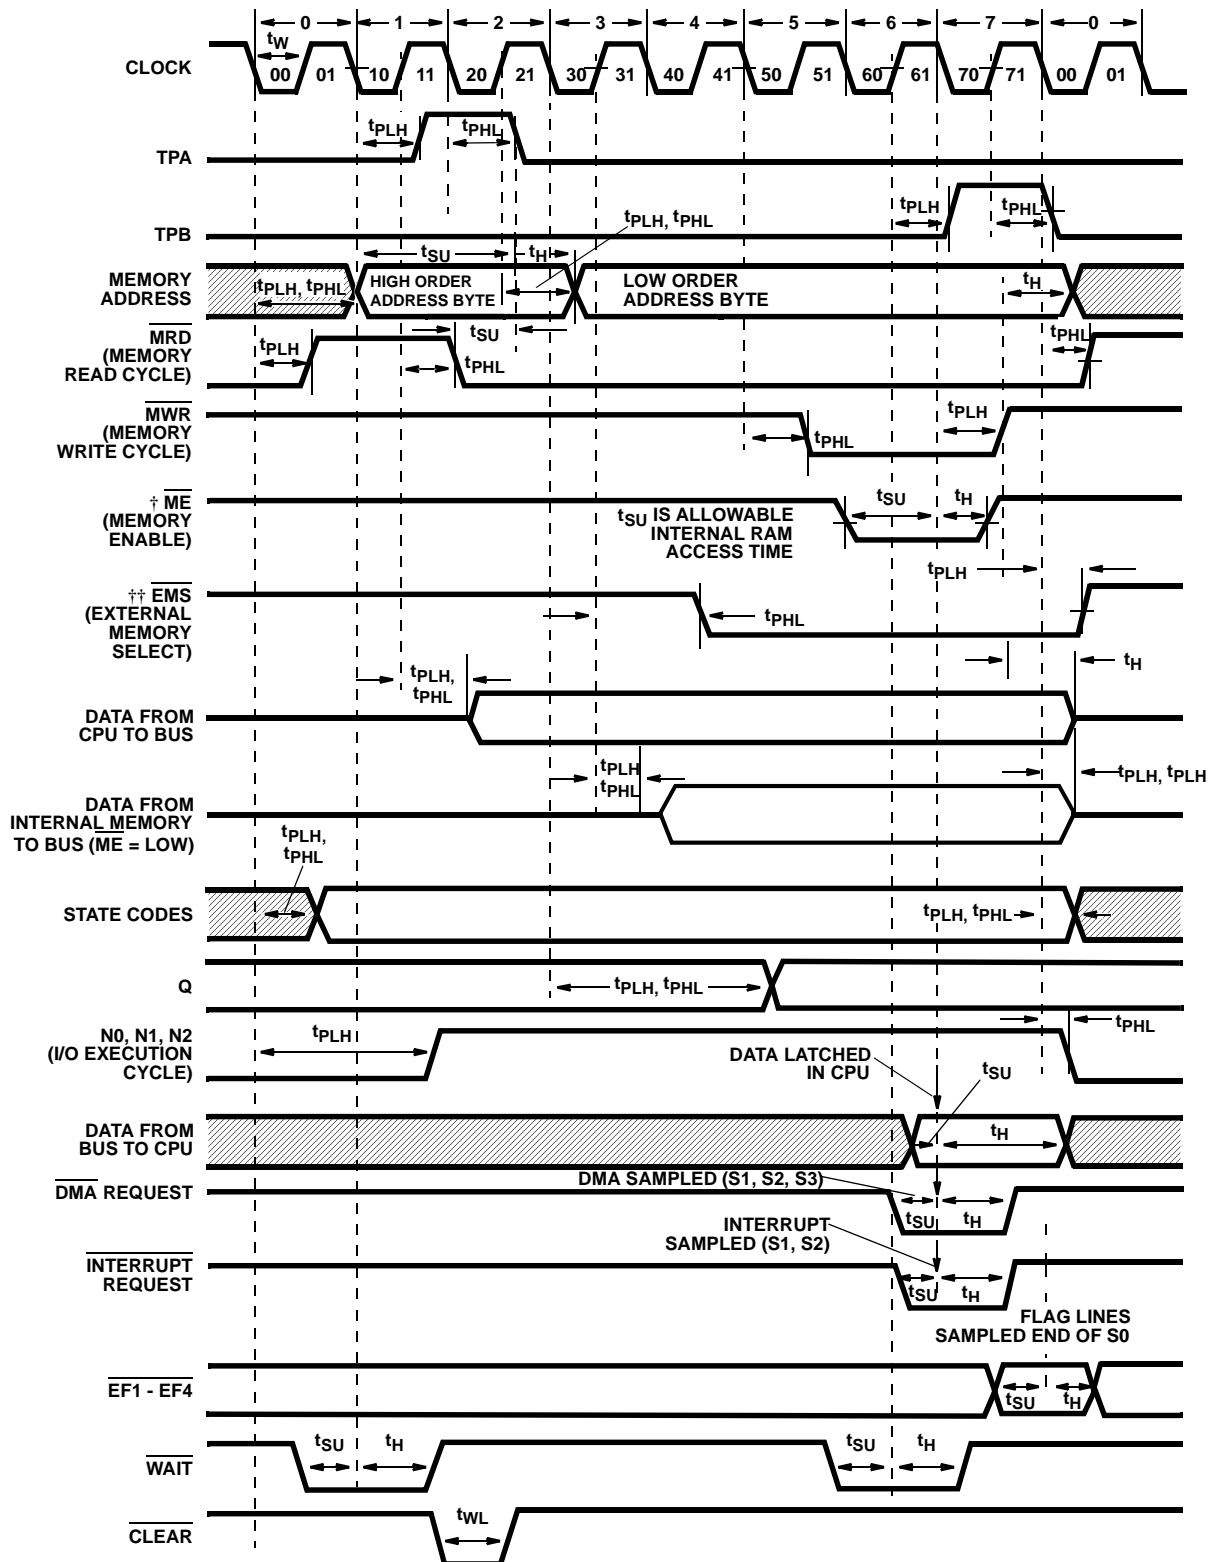 0 1 2 3 4 5 6 7 0
tW
CLOCK 00 01 10 11 20 21 30 31 40 41 50 51 60 61 70 71 00 01
tPLH tPHL
TPA
tPLH tPHL
TPB
tPLH, tPHL
tSU tH
MEMORY
ADDRESS
tPLH, tPHL
HIGH ORDER
ADDRESS BYTE
LOW ORDER
ADDRESS BYTE
tH
MRD
(MEMORY
READ CYCLE)
tPLH tSU tPHL tPHL
MWR
(MEMORY
WRITE CYCLE)
tPHL tPLH
† ME
(MEMORY
ENABLE)
tSU IS ALLOWABLE
INTERNAL RAM
ACCESS TIME
tSU tH
tPLH
†† EMS
(EXTERNAL
MEMORY
SELECT)
tPHL
tH
tPLH,
tPHL
DATA FROM
CPU TO BUS
tPLH
tPHL
tPLH, tPLH
DATA FROM
INTERNAL MEMORY
TO BUS (ME = LOW)
tPLH,
tPHL
STATE CODES
tPLH, tPHL
Q
tPLH, tPHL
N0, N1, N2
(I/O EXECUTION
CYCLE)
tPLH
tPHL
DATA LATCHED
IN CPU
tSU
DATA FROM
BUS TO CPU
tH
DMA SAMPLED (S1, S2, S3)
DMA REQUEST
tSU tH
INTERRUPT
SAMPLED (S1, S2)
INTERRUPT
REQUEST
tSU tH
FLAG LINES
SAMPLED END OF S0
EF1 - EF4
tSU tH
WAIT
tSU tH tSU tH
CLEAR
tWL